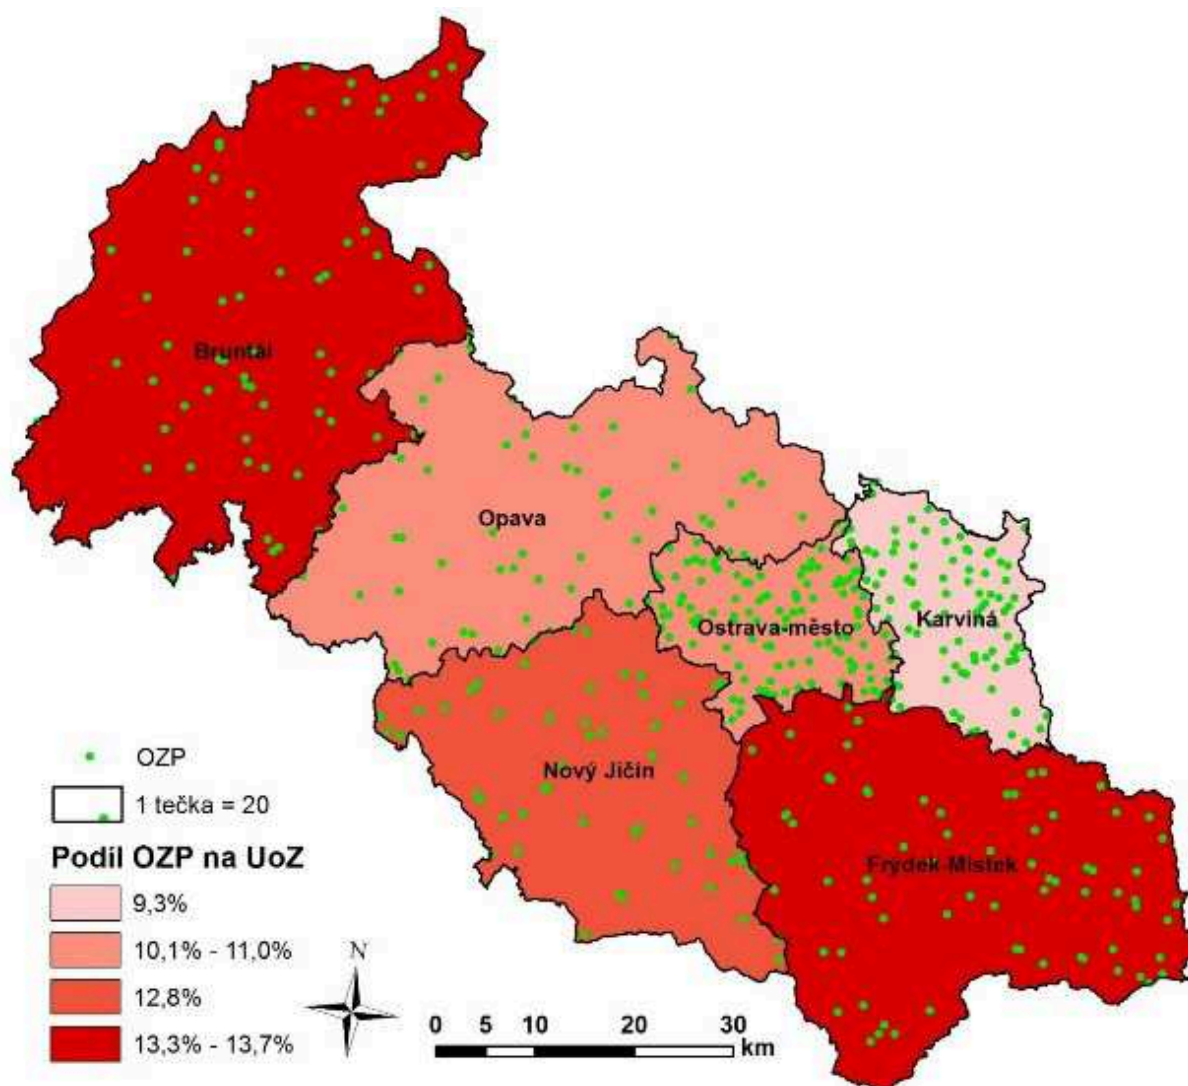 Bruntál
Opava
Ostrava-město
Karviná
Nový Jičín
Frýdek-Místek
OZP
1 tečka = 20
Podíl OZP na UoZ
9,3%
10,1% - 11,0%
12,8%
13,3% - 13,7%
N
0 5 10 20 30
km